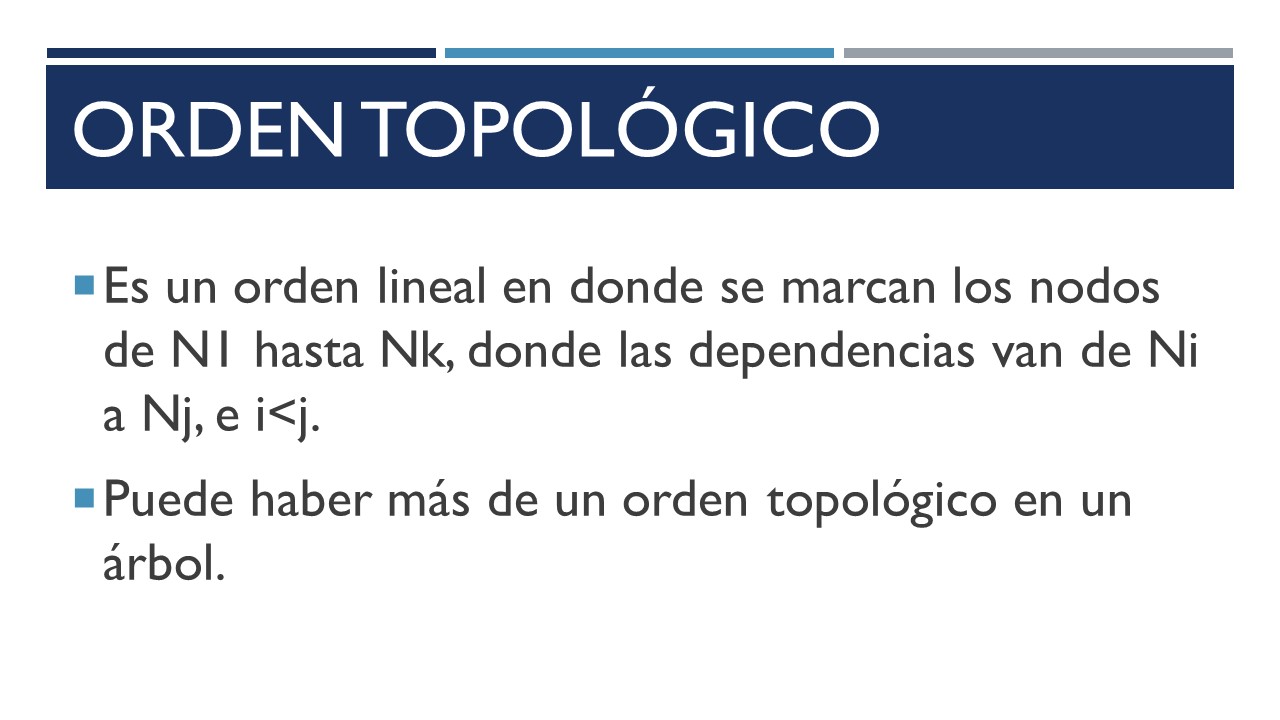 ORDEN TOPOLÓGICO
Es un orden lineal en donde se marcan los nodos
de N1 hasta Nk, donde las dependencias van de Ni
a Nj, e i<j.
Puede haber más de un orden topológico en un
árbol.